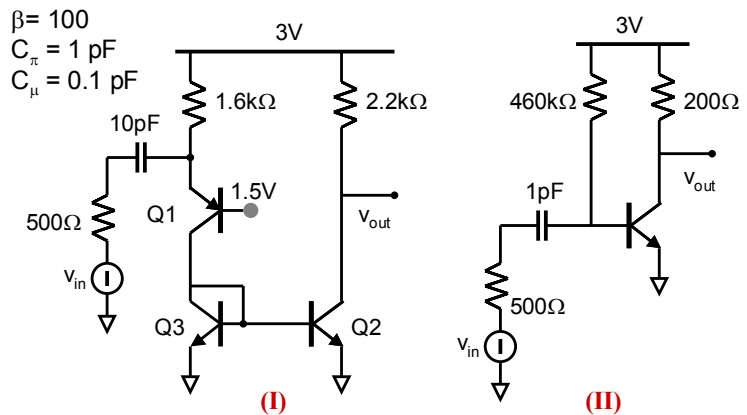 β= 100
Cπ = 1 pF
Cμ = 0.1 pF
3V
1.6kΩ
2.2kΩ
10pF
1.5V
Q1
500Ω
vin
vout
Q3
Q2
(I)
3V
460kΩ
200Ω
1pF
vout
500Ω
vin
(II)